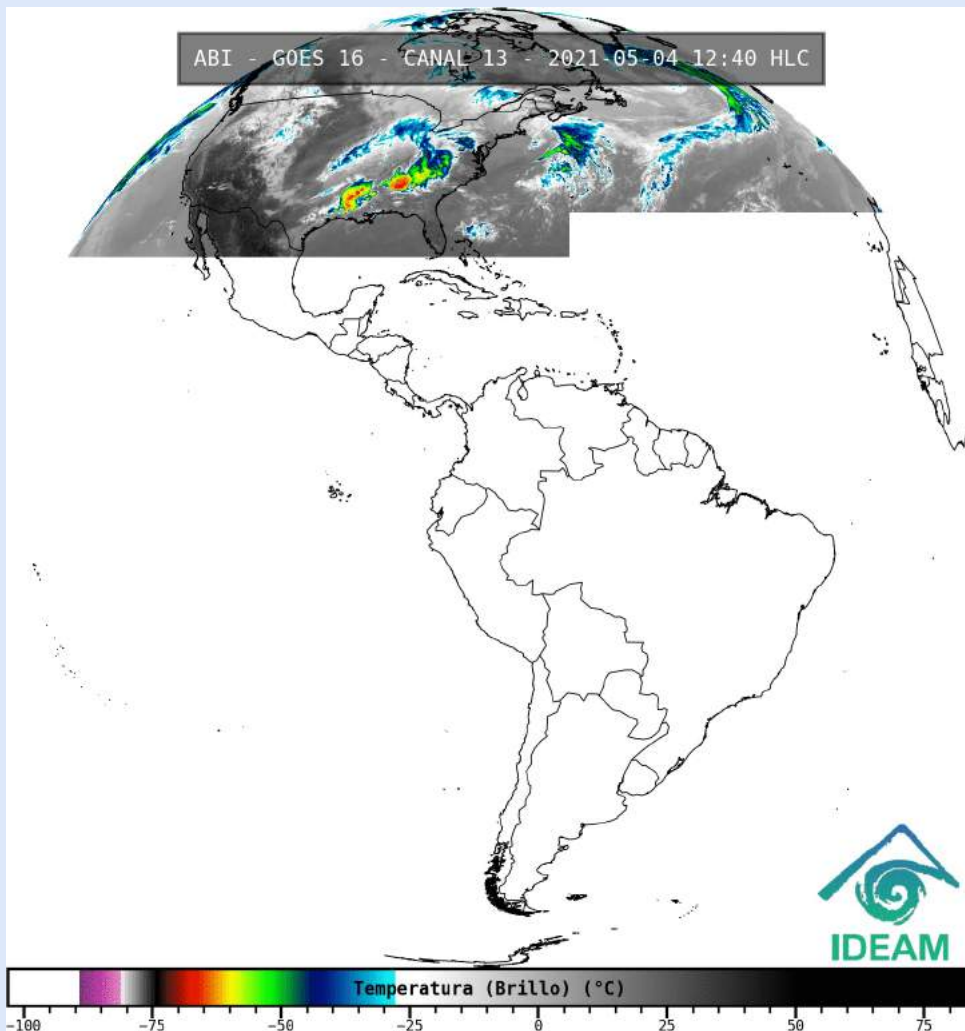 ABI - GOES 16 - CANAL 13 - 2021-05-04 12:40 HLC
IDEAM
Temperatura (Brillo) (°C)
−100 −75 −50 −25 0 25 50 75